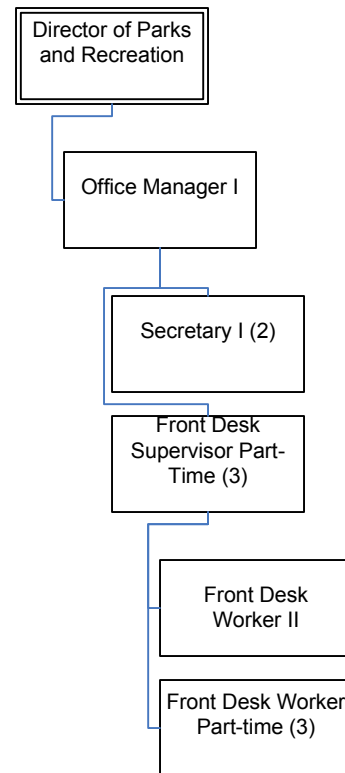 Director of Parks
and Recreation
Office Manager I
Secretary I (2)
Front Desk
Supervisor Part-
Time (3)
Front Desk
Worker II
Front Desk Worker
Part-time (3)